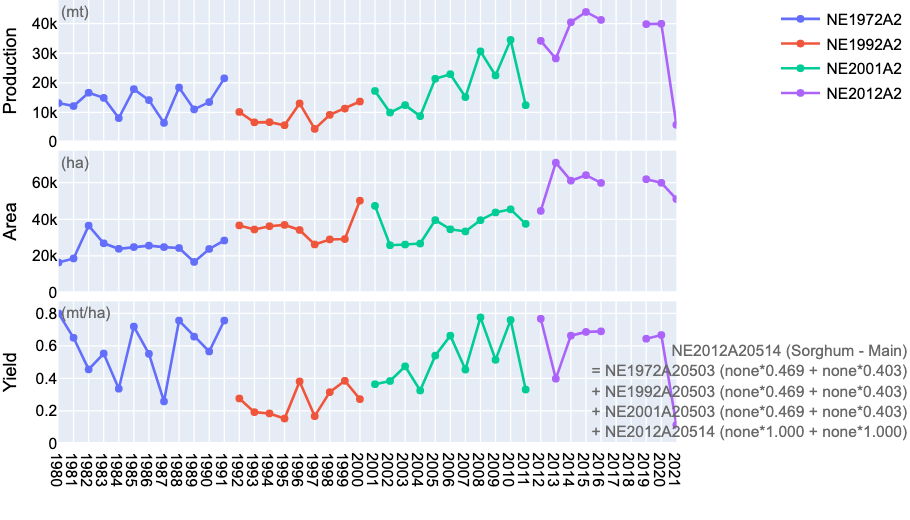 (mt)
Production
40k
30k
20k
10k
0
NE1972A2
NE1992A2
NE2001A2
NE2012A2
(ha)
Area
60k
40k
20k
0
(mt/ha)
Yield
0.8
0.6
0.4
0.2
0
NE2012A20514 (Sorghum - Main)
= NE1972A20503 (none*0.469 + none*0.403)
+ NE1992A20503 (none*0.469 + none*0.403)
+ NE2001A20503 (none*0.469 + none*0.403)
+ NE2012A20514 (none*1.000 + none*1.000)
1980
1981
1982
1983
1984
1985
1986
1987
1988
1989
1990
1991
1992
1993
1994
1995
1996
1997
1998
1999
2000
2001
2002
2003
2004
2005
2006
2007
2008
2009
2010
2011
2012
2013
2014
2015
2016
2017
2018
2019
2020
2021